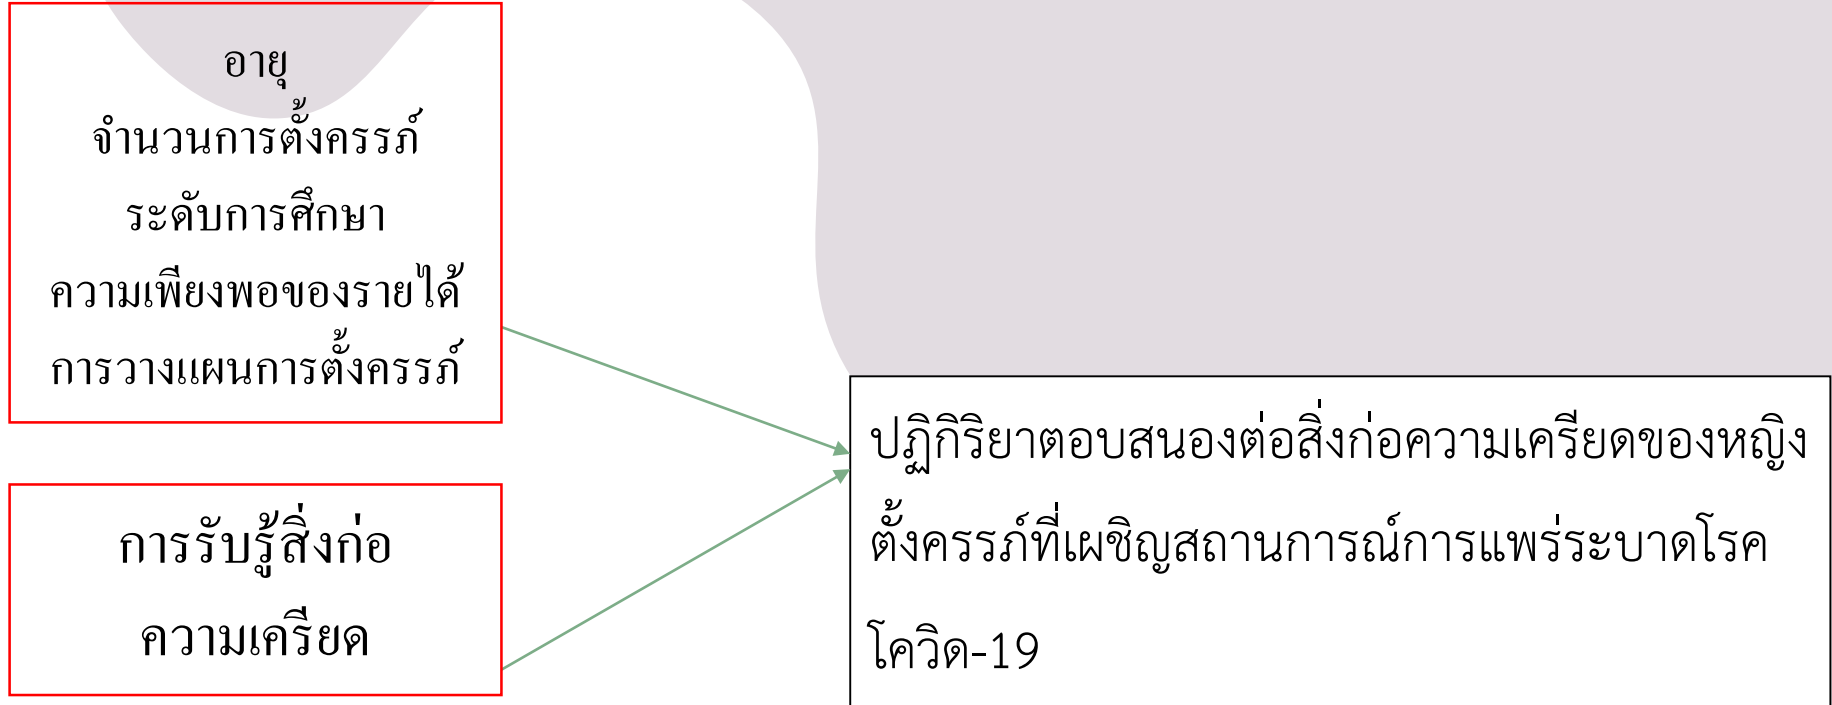 อายุ
จำนวนการตั้งครรภ์
ระดับการศึกษา
ความเพียงพอของรายได้
การวางแผนการตั้งครรภ์
การรับรู้สิ่งก่อ
ความเครียด
ปฏิกิริยาตอบสนองต่อสิ่งก่อความเครียดของหญิง
ตั้งครรภ์ที่เผชิญสถานการณ์การแพร่ระบาดโรค
โควิด-19